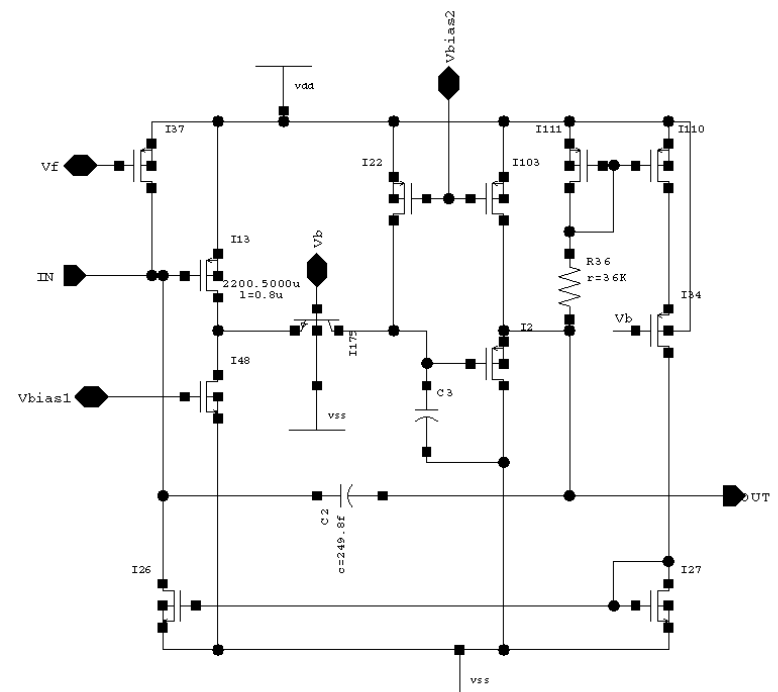 Vbias2
vdd
I37
I111
I110
Vf
I22
I103
I13
Vb
R36
r=36K
IN
2200.5000u
l=0.8u
I34
Vb
I175
I2
I48
C3
Vbias1
vss
OUT
C2
c=249.8f
I26
I27
vss